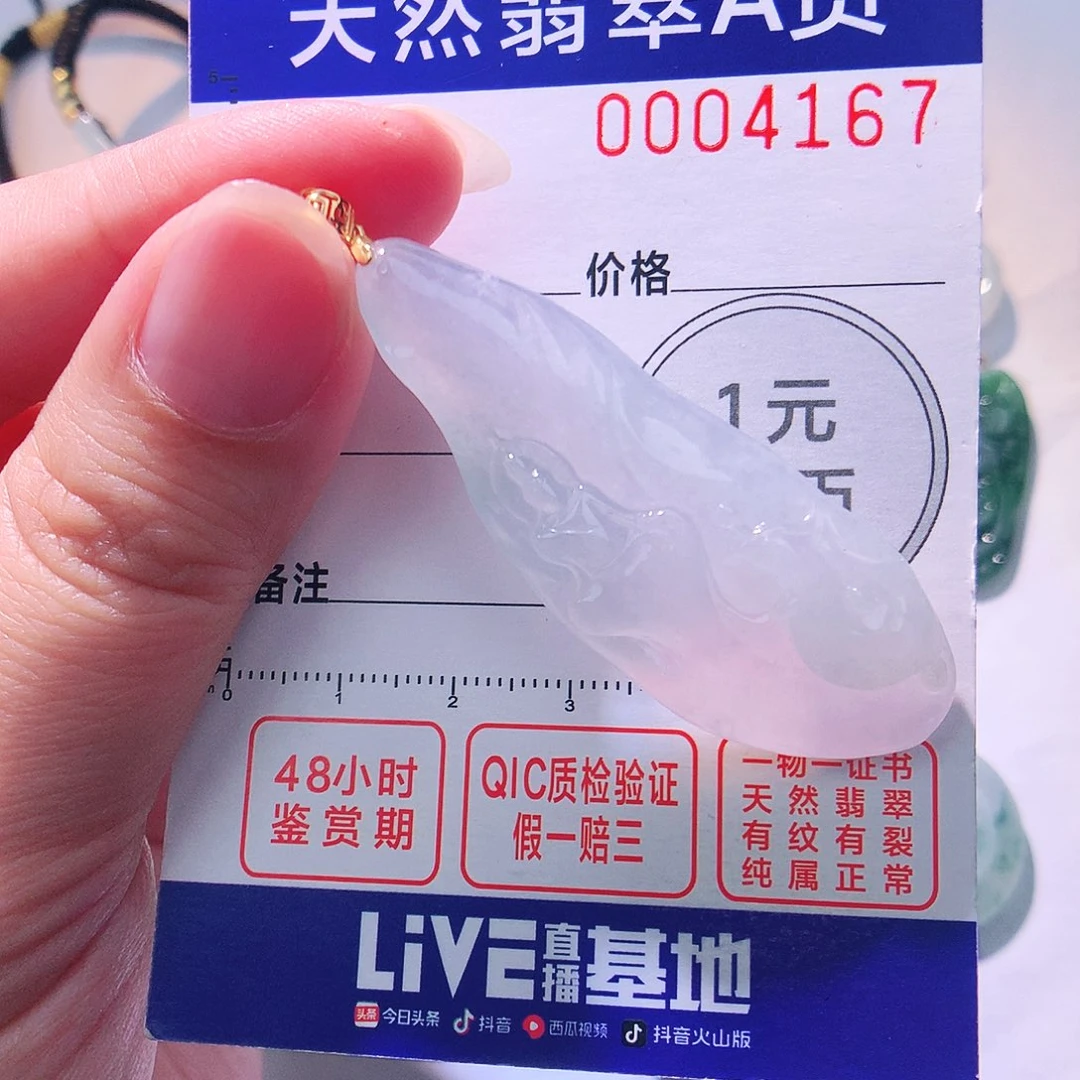 天然翡翠A货
5
0004167
价格
1元
备注
0 1 2 3
48小时
鉴赏期
QIC质检验证
假一赔三
一物一证书
天然翡翠
有纹有裂
纯属正常
LiVE直播基地
头条 今日头条 抖音 西瓜视频 抖音火山版